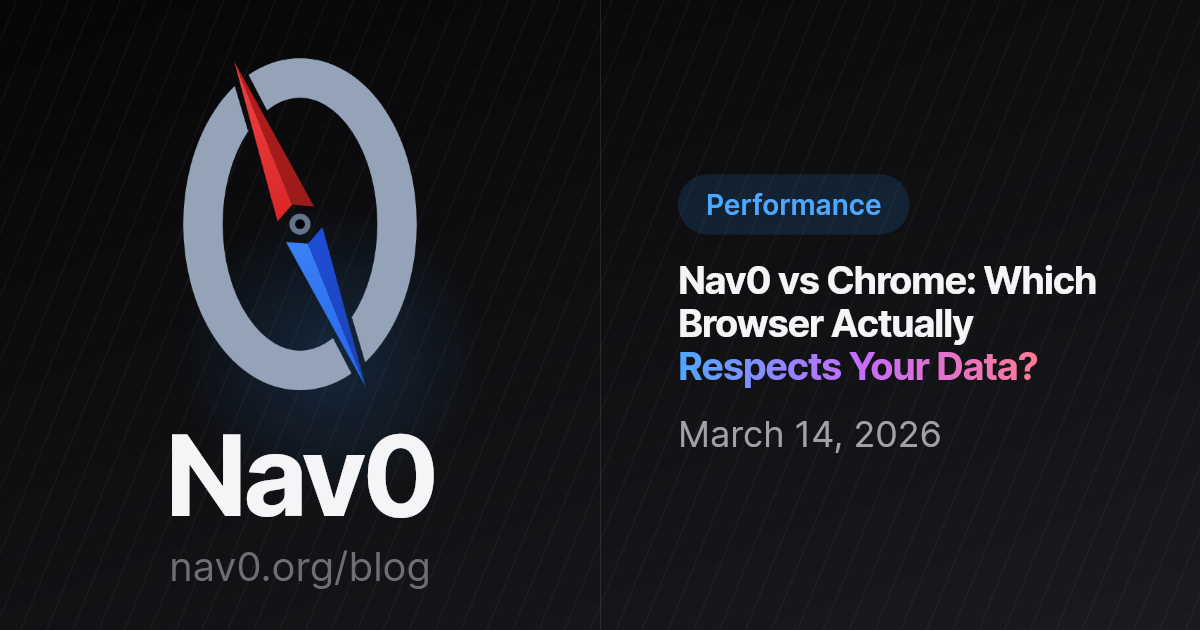 Nav0
nav0.org/blog
Performance
Nav0 vs Chrome: Which
Browser Actually
Respects Your Data?
March 14, 2026